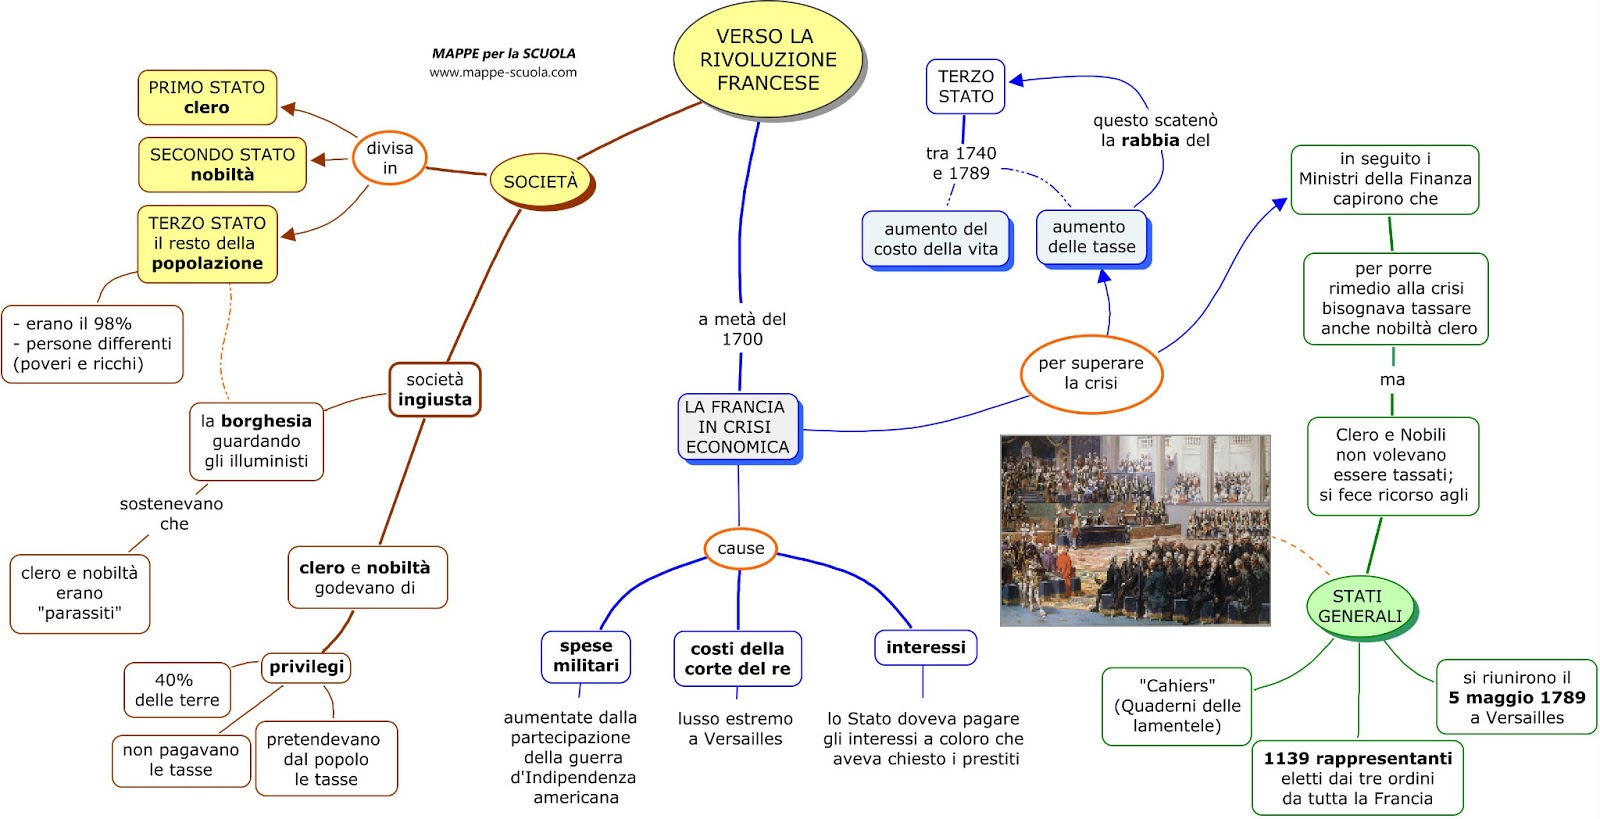 VERSO LA
RIVOLUZIONE
FRANCESE
MAPPE per la SCUOLA
www.mappe-scuola.com
SOCIETÀ
divisa
in
PRIMO STATO
clero
SECONDO STATO
nobiltà
TERZO STATO
il resto della
popolazione
- erano il 98%
- persone differenti
(poveri e ricchi)
società
ingiusta
la borghesia
guardando
gli illuministi
sostenevano
che
clero e nobiltà
erano
"parassiti"
clero e nobiltà
godevano di
privilegi
40%
delle terre
non pagavano
le tasse
pretendevano
dal popolo
le tasse
a metà del
1700
LA FRANCIA
IN CRISI
ECONOMICA
cause
spese
militari
aumentate dalla
partecipazione
della guerra
d'Indipendenza
americana
costi della
corte del re
lusso estremo
a Versailles
interessi
lo Stato doveva pagare
gli interessi a coloro che
aveva chiesto i prestiti
per superare
la crisi
aumento
delle tasse
questo scatenò
la rabbia del
TERZO
STATO
tra 1740
e 1789
aumento del
costo della vita
in seguito i
Ministri della Finanza
capirono che
per porre
rimedio alla crisi
bisognava tassare
anche nobiltà clero
ma
Clero e Nobili
non volevano
essere tassati;
si fece ricorso agli
STATI
GENERALI
"Cahiers"
(Quaderni delle
lamentele)
1139 rappresentanti
eletti dai tre ordini
da tutta la Francia
si riunirono il
5 maggio 1789
a Versailles